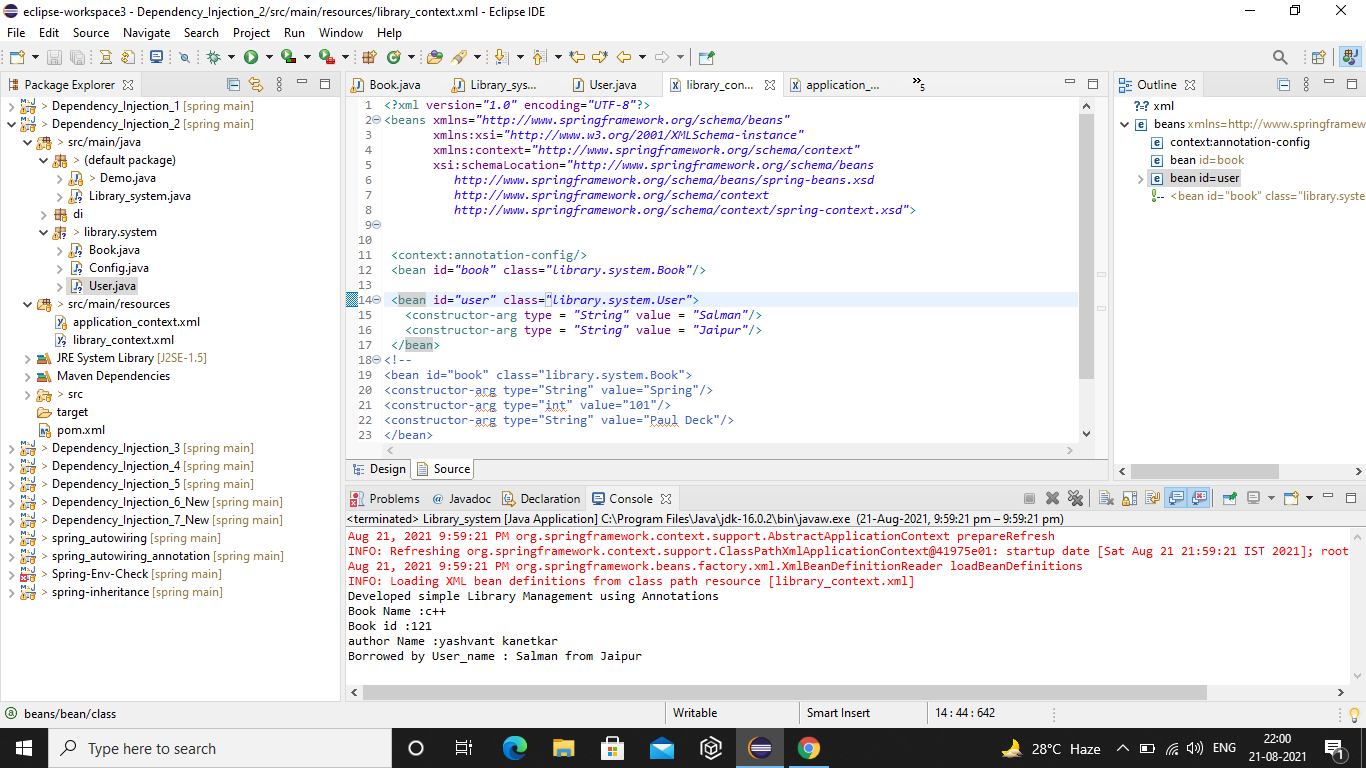 eclipse-workspace3 - Dependency_Injection_2/src/main/resources/library_context.xml - Eclipse IDE
File Edit Source Navigate Search Project Run Window Help
Package Explorer
> Dependency_Injection_1 [spring main]
> Dependency_Injection_2 [spring main]
> src/main/java
> (default package)
> Demo.java
Library_system.java
di
> library.system
Book.java
Config.java
User.java
> src/main/resources
application_context.xml
library_context.xml
JRE System Library [J2SE-1.5]
Maven Dependencies
> src
target
pom.xml
> Dependency_Injection_3 [spring main]
> Dependency_Injection_4 [spring main]
> Dependency_Injection_5 [spring main]
> Dependency_Injection_6_New [spring main]
> Dependency_Injection_7_New [spring main]
> spring_autowiring [spring main]
> spring_autowiring_annotation [spring main]
> Spring-Env-Check [spring main]
> spring-inheritance [spring main]
Book.java Library_sys... User.java library_con... application_... »5
1 <?xml version="1.0" encoding="UTF-8"?>
2 <beans xmlns="http://www.springframework.org/schema/beans"
3 xmlns:xsi="http://www.w3.org/2001/XMLSchema-instance"
4 xmlns:context="http://www.springframework.org/schema/context"
5 xsi:schemaLocation="http://www.springframework.org/schema/beans
6 http://www.springframework.org/schema/beans/spring-beans.xsd
7 http://www.springframework.org/schema/context
8 http://www.springframework.org/schema/context/spring-context.xsd">
9
10
11 <context:annotation-config/>
12 <bean id="book" class="library.system.Book"/>
13
14 <bean id="user" class="library.system.User">
15 <constructor-arg type = "String" value = "Salman"/>
16 <constructor-arg type = "String" value = "Jaipur"/>
17 </bean>
18 <!--
19 <bean id="book" class="library.system.Book">
20 <constructor-arg type="String" value="Spring"/>
21 <constructor-arg type="int" value="101"/>
22 <constructor-arg type="String" value="Paul Deck"/>
23 </bean>
Design Source
Outline
?-? xml
beans xmlns=http://www.springframew
context:annotation-config
bean id=book
bean id=user
<bean id="book" class="library.syste
Problems Javadoc Declaration Console
<terminated> Library_system [Java Application] C:\Program Files\Java\jdk-16.0.2\bin\javaw.exe (21-Aug-2021, 9:59:21 pm – 9:59:21 pm)
Aug 21, 2021 9:59:21 PM org.springframework.context.support.AbstractApplicationContext prepareRefresh
INFO: Refreshing org.springframework.context.support.ClassPathXmlApplicationContext@41975e01: startup date [Sat Aug 21 21:59:21 IST 2021]; root
Aug 21, 2021 9:59:21 PM org.springframework.beans.factory.xml.XmlBeanDefinitionReader loadBeanDefinitions
INFO: Loading XML bean definitions from class path resource [library_context.xml]
Developed simple Library Management using Annotations
Book Name :c++
Book id :121
author Name :yashvant kanetkar
Borrowed by User_name : Salman from Jaipur
beans/bean/class Writable Smart Insert 14 : 44 : 642
Type here to search
28°C Haze ENG 22:00
21-08-2021 1